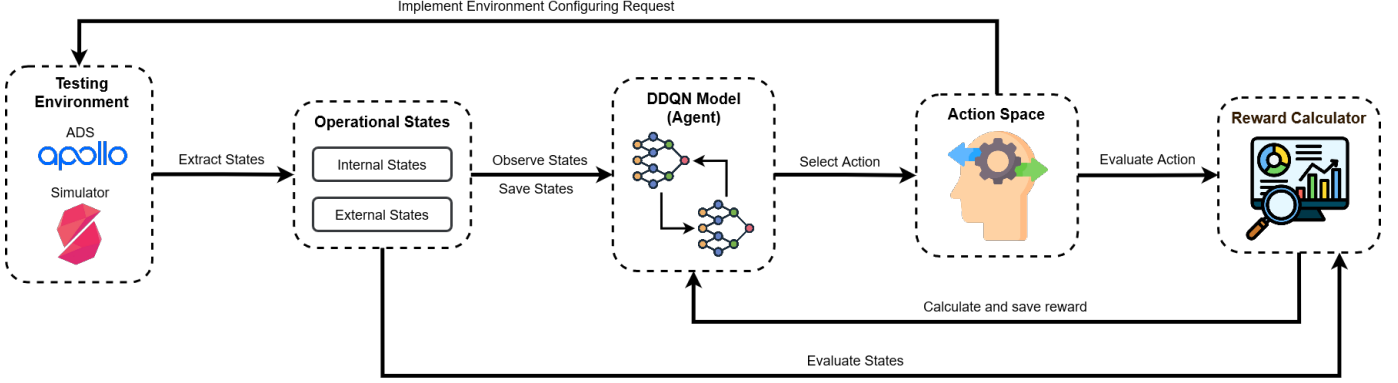 Implement Environment Configuring Request
Testing
Environment
ADS
apollo
Simulator
Extract States
Operational States
Internal States
External States
Observe States
Save States
DDQN Model
(Agent)
Select Action
Action Space
Evaluate Action
Reward Calculator
Calculate and save reward
Evaluate States